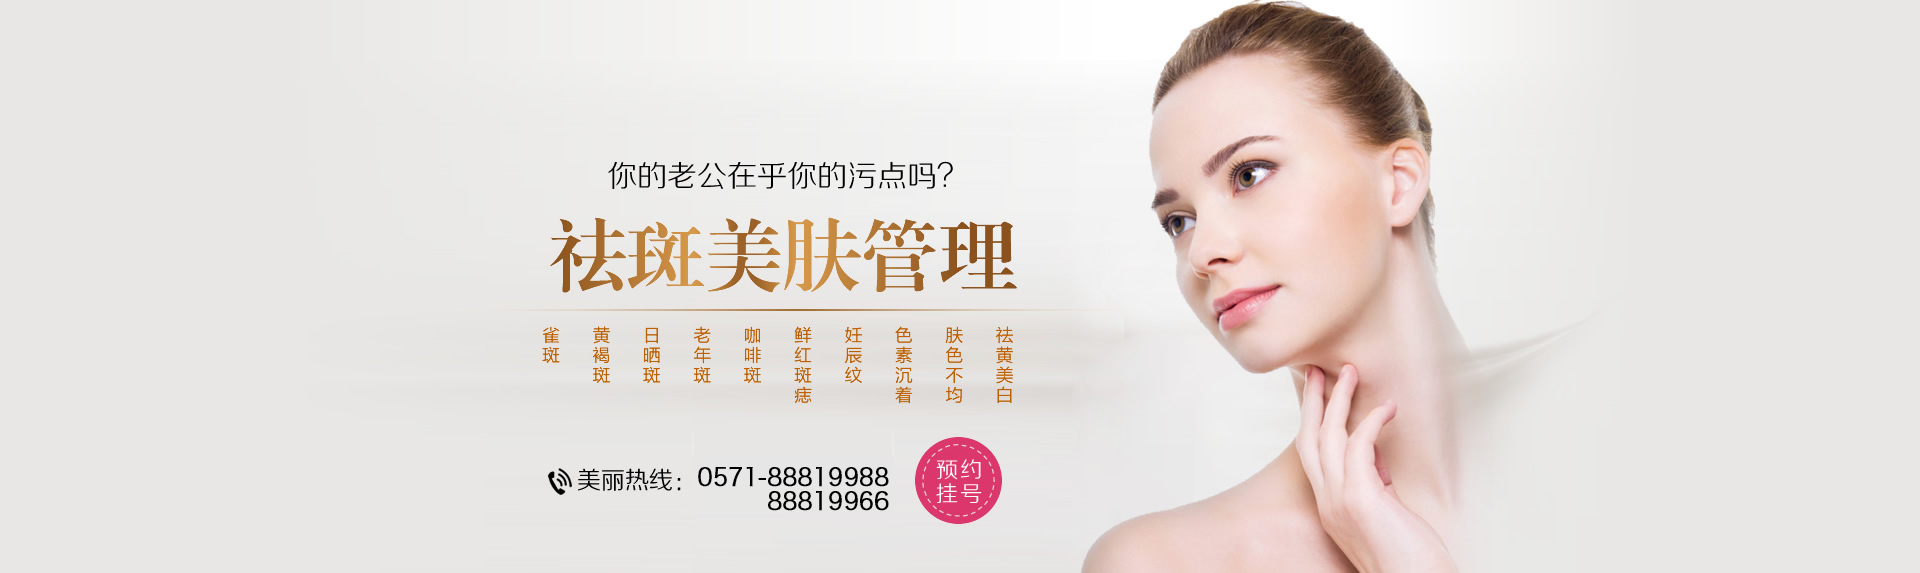 你的老公在乎你的污点吗?
祛斑美肤管理
雀斑
黄褐斑
日晒斑
老年斑
咖啡斑
鲜红斑痣
妊辰纹
色素沉着
肤色不均
祛黄美白
美丽热线: 0571-88819988
88819966
预约
挂号